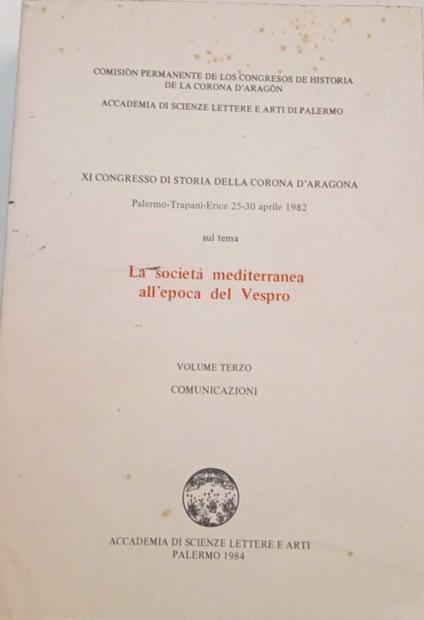 COMISIÒN PERMANENTE DE LOS CONGRESOS DE HISTORIA
DE LA CORONA D'ARAGÒN
ACCADEMIA DI SCIENZE LETTERE E ARTI DI PALERMO
XI CONGRESSO DI STORIA DELLA CORONA D'ARAGONA
Palermo-Trapani-Erice 25-30 aprile 1982
sul tema
La società mediterranea
all'epoca del Vespro
VOLUME TERZO
COMUNICAZIONI
ACCADEMIA DI SCIENZE LETTERE E ARTI
PALERMO 1984